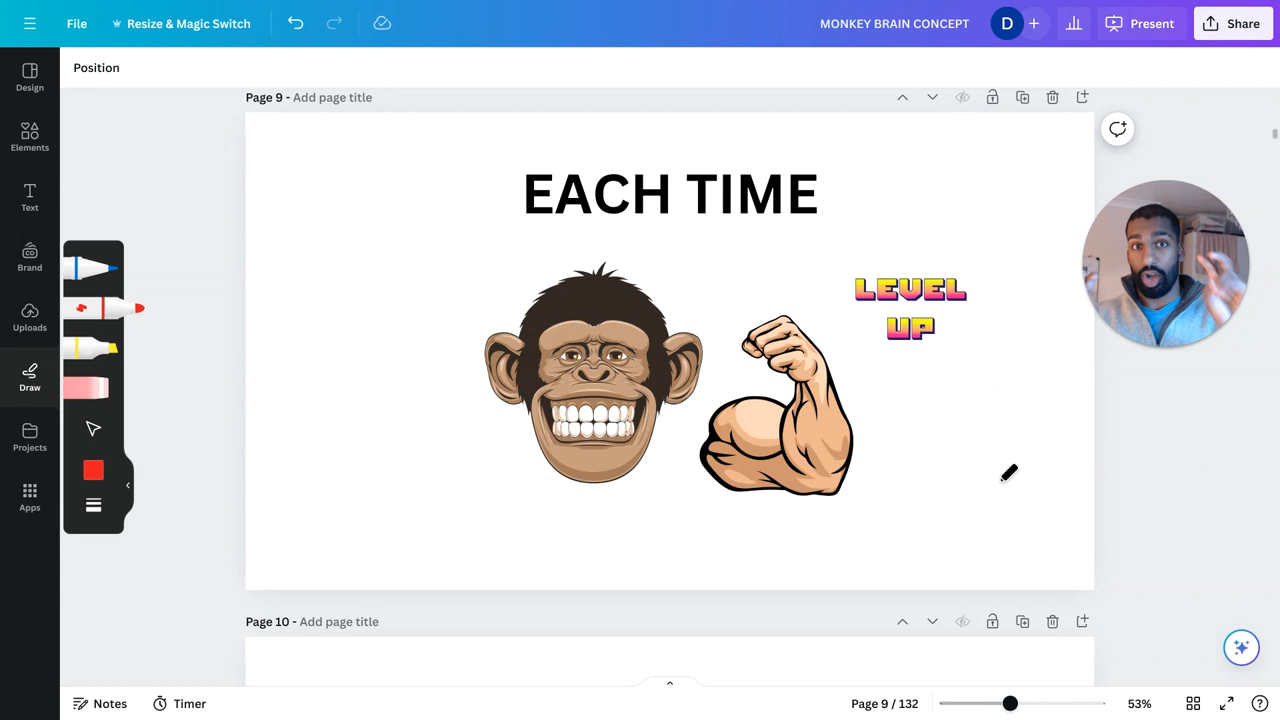 File
Resize & Magic Switch
MONKEY BRAIN CONCEPT
D
Present
Share
Position
Design
Elements
Text
Brand
Uploads
Draw
Projects
Apps
Page 9 - Add page title
EACH TIME
LEVEL
UP
Page 10 - Add page title
Notes
Timer
Page 9 / 132
53%